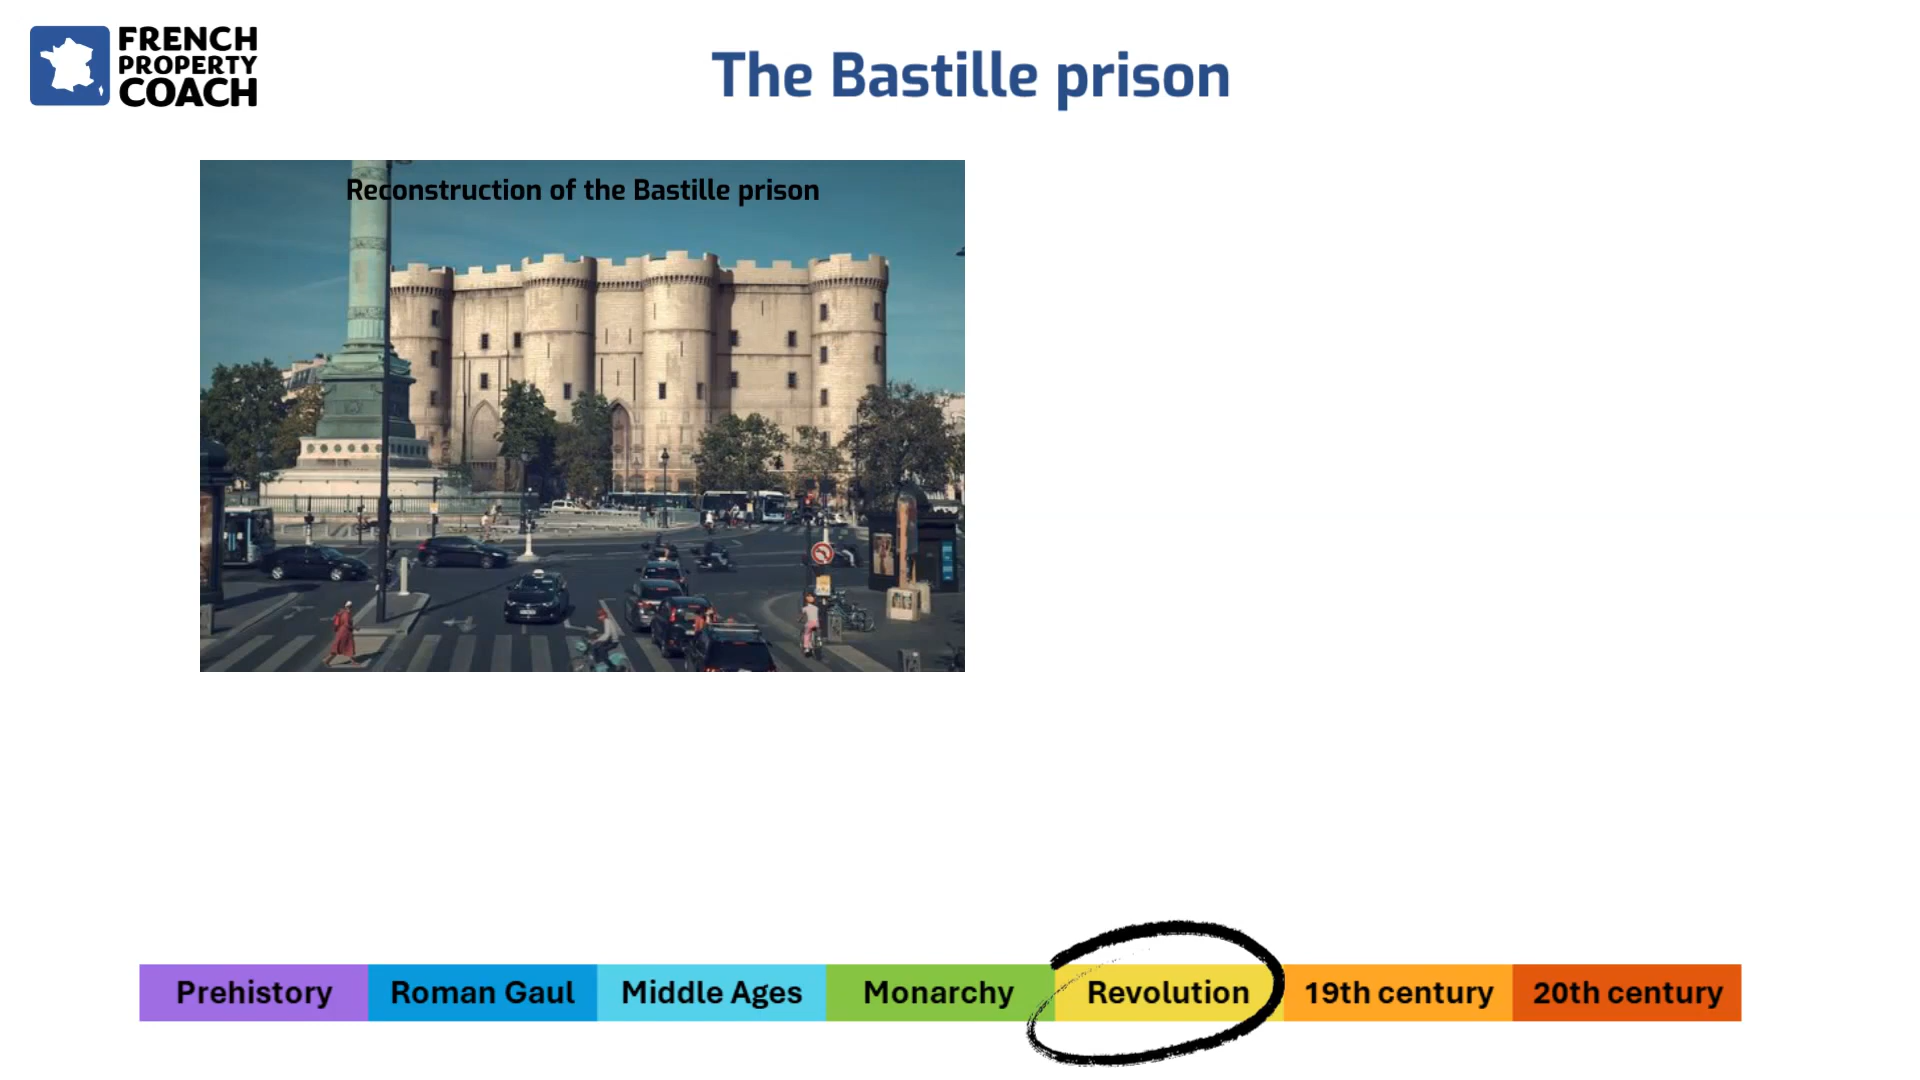 FRENCH
PROPERTY
COACH
The Bastille prison
Reconstruction of the Bastille prison
Prehistory
Roman Gaul
Middle Ages
Monarchy
Revolution
19th century
20th century